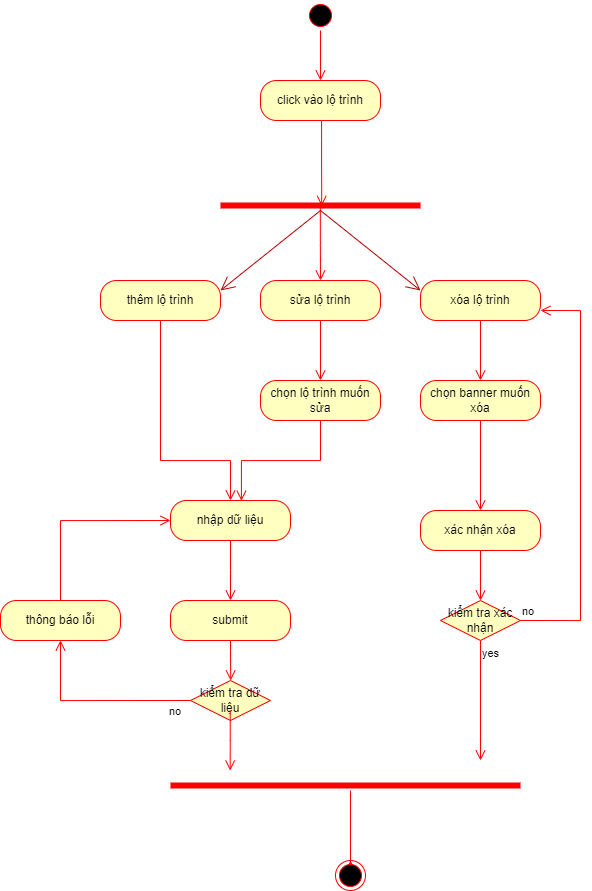 click vào lộ trình
thêm lộ trình
sửa lộ trình
xóa lộ trình
chọn lộ trình muốn
sửa
chọn banner muốn
xóa
nhập dữ liệu
xác nhận xóa
thông báo lỗi
submit
kiểm tra xác
nhận
no
yes
kiểm tra dữ
liệu
no